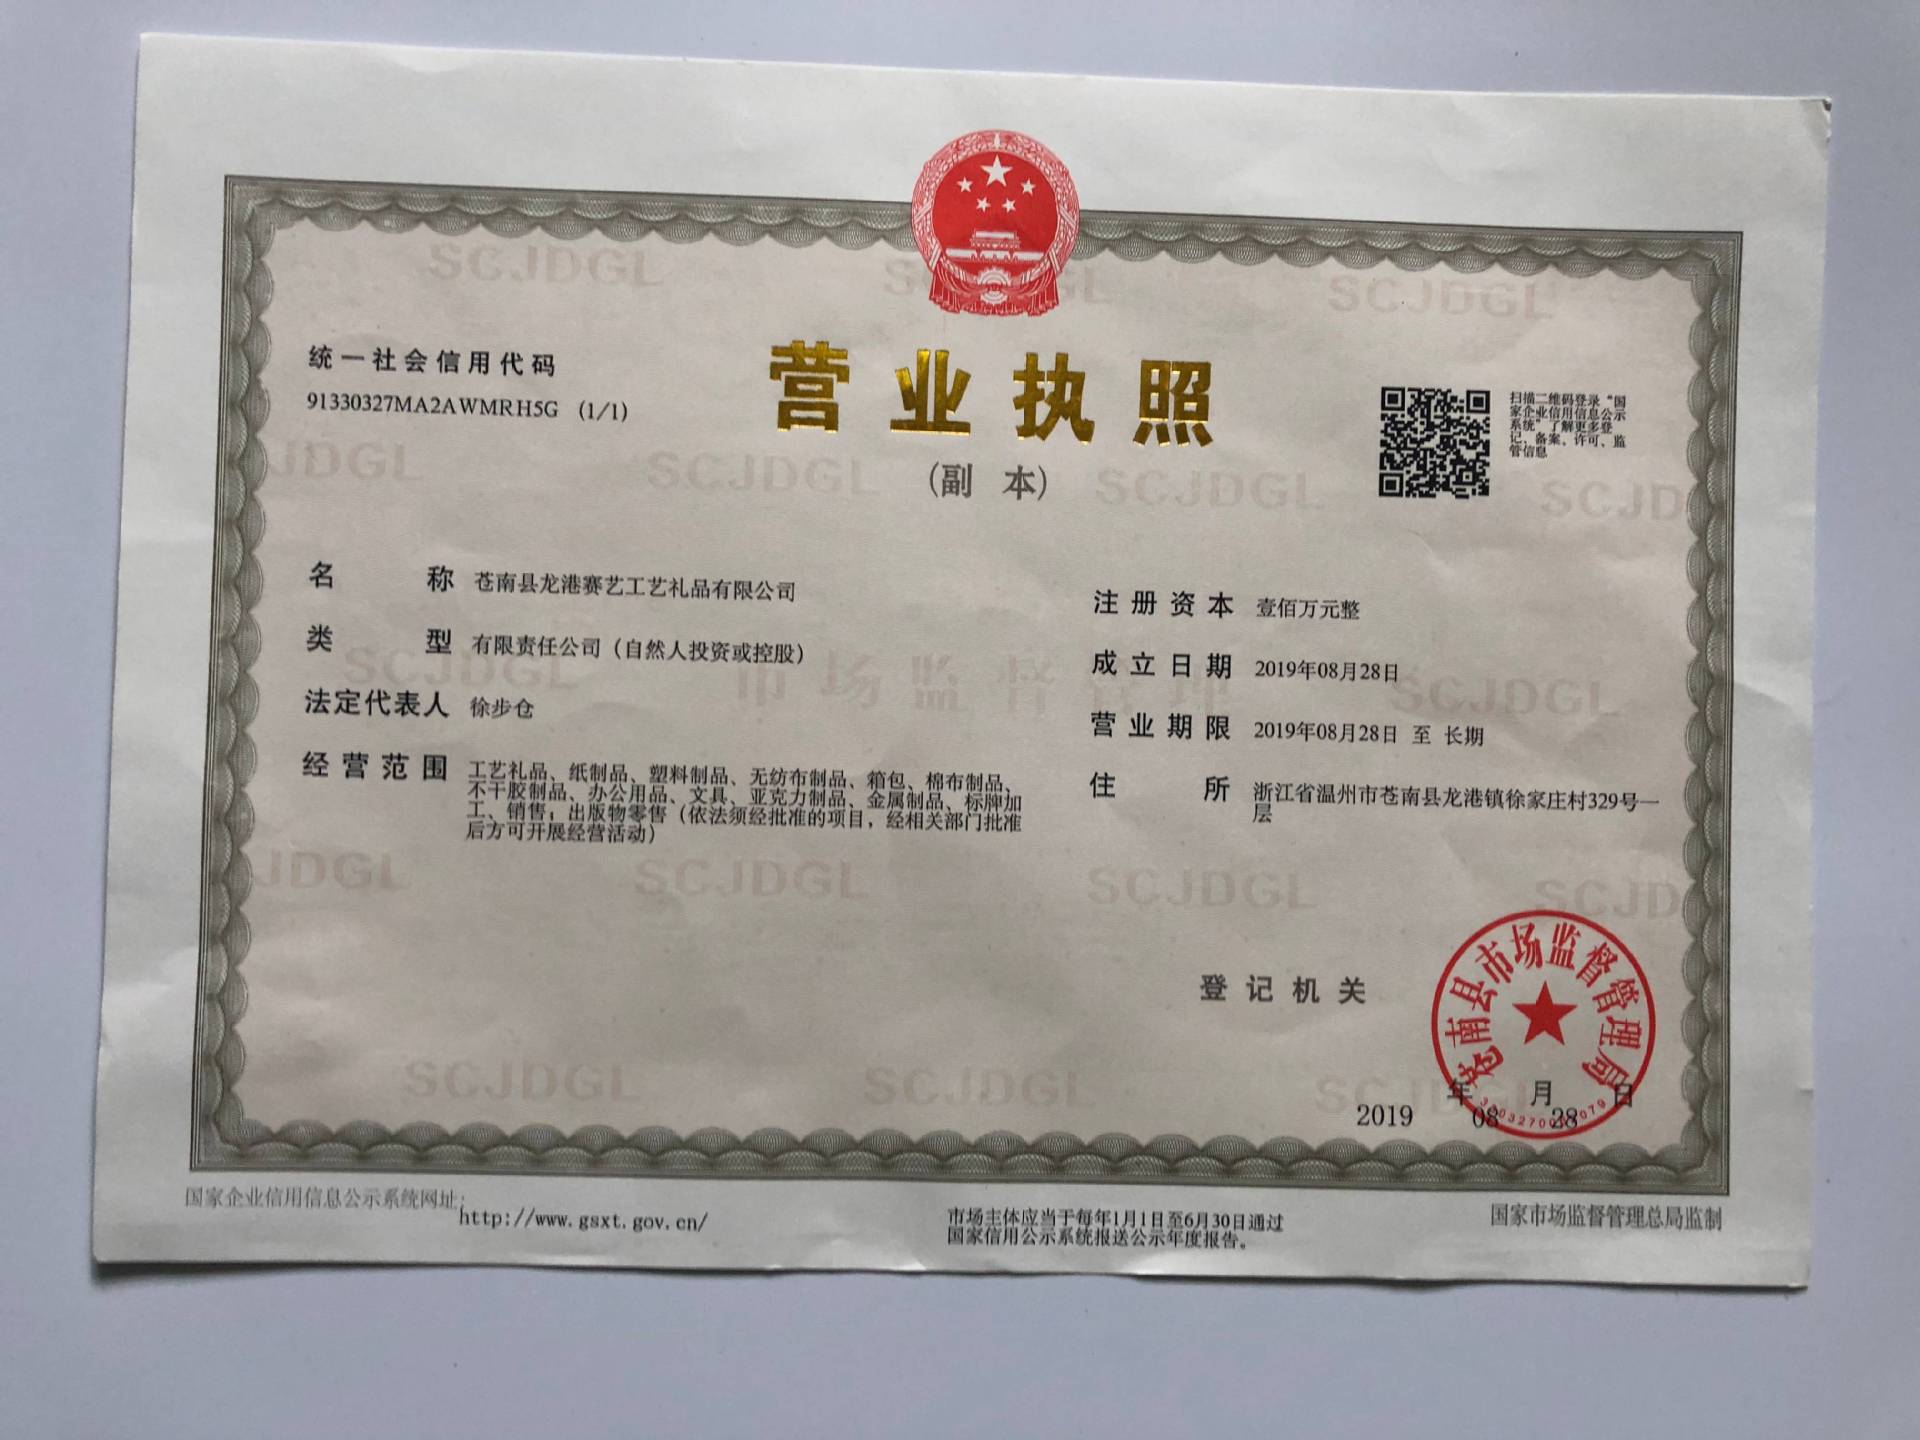 统一社会信用代码
91330327MA2AWMRH5G (1/1)
营业执照
(副 本)
扫描二维码登录“国
家企业信用信息公示
系统”了解更多登
记、备案、许可、监
管信息
名称 苍南县龙港赛艺工艺礼品有限公司
类型 有限责任公司（自然人投资或控股）
法定代表人 徐步仓
经营范围 工艺礼品、纸制品、塑料制品、无纺布制品、箱包、棉布制品、
不干胶制品、办公用品、文具、亚克力制品、金属制品、标牌加
工、销售；出版物零售（依法须经批准的项目，经相关部门批准
后方可开展经营活动）
注册资本 壹佰万元整
成立日期 2019年08月28日
营业期限 2019年08月28日 至 长期
住所 浙江省温州市苍南县龙港镇徐家庄村329号一
层
登记机关
苍南县市场监督管理局
年 月 日
2019 08 28
国家企业信用信息公示系统网址：
http://www.gsxt.gov.cn/
市场主体应当于每年1月1日至6月30日通过
国家信用公示系统报送公示年度报告。
国家市场监督管理总局监制
SCJDGL
市场监督管理